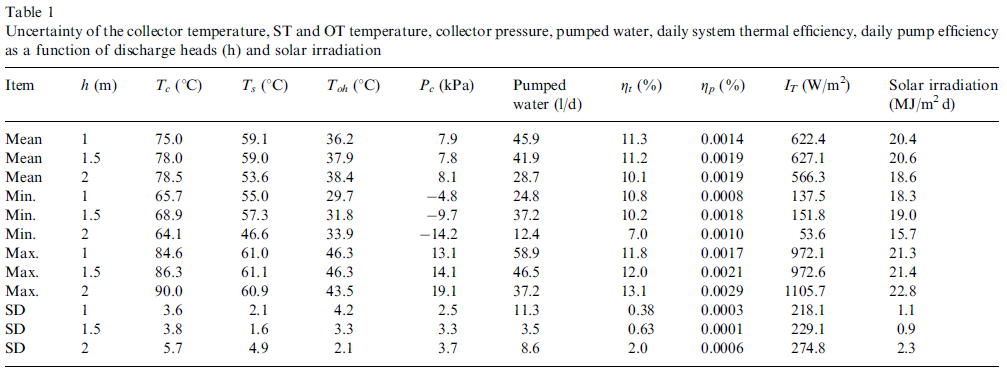 Table 1
Uncertainty of the collector temperature, ST and OT temperature, collector pressure, pumped water, daily system thermal efficiency, daily pump efficiency
as a function of discharge heads (h) and solar irradiation
Item h (m) Tc (°C) Ts (°C) Toh (°C) Pc (kPa) Pumped water (l/d) ηt (%) ηp (%) IT (W/m²) Solar irradiation (MJ/m² d)
Mean 1 75.0 59.1 36.2 7.9 45.9 11.3 0.0014 622.4 20.4
Mean 1.5 78.0 59.0 37.9 7.8 41.9 11.2 0.0019 627.1 20.6
Mean 2 78.5 53.6 38.4 8.1 28.7 10.1 0.0019 566.3 18.6
Min. 1 65.7 55.0 29.7 −4.8 24.8 10.8 0.0008 137.5 18.3
Min. 1.5 68.9 57.3 31.8 −9.7 37.2 10.2 0.0018 151.8 19.0
Min. 2 64.1 46.6 33.9 −14.2 12.4 7.0 0.0010 53.6 15.7
Max. 1 84.6 61.0 46.3 13.1 58.9 11.8 0.0017 972.1 21.3
Max. 1.5 86.3 61.1 46.3 14.1 46.5 12.0 0.0021 972.6 21.4
Max. 2 90.0 60.9 43.5 19.1 37.2 13.1 0.0029 1105.7 22.8
SD 1 3.6 2.1 4.2 2.5 11.3 0.38 0.0003 218.1 1.1
SD 1.5 3.8 1.6 3.3 3.3 3.5 0.63 0.0001 229.1 0.9
SD 2 5.7 4.9 2.1 3.7 8.6 2.0 0.0006 274.8 2.3